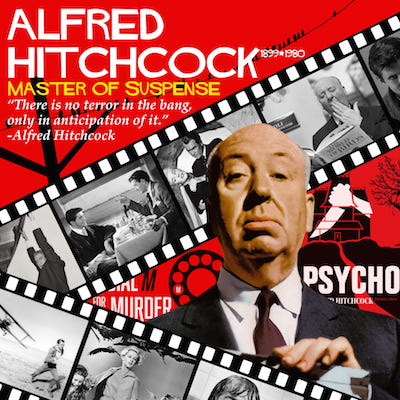 ALFRED
HITCHCOCK
1899★1980
MASTER OF SUSPENSE
“There is no terror in the bang,
only in anticipation of it.”
-Alfred Hitchcock
M
FOR MURDER
M
PSYCHO
HITCHCOCK